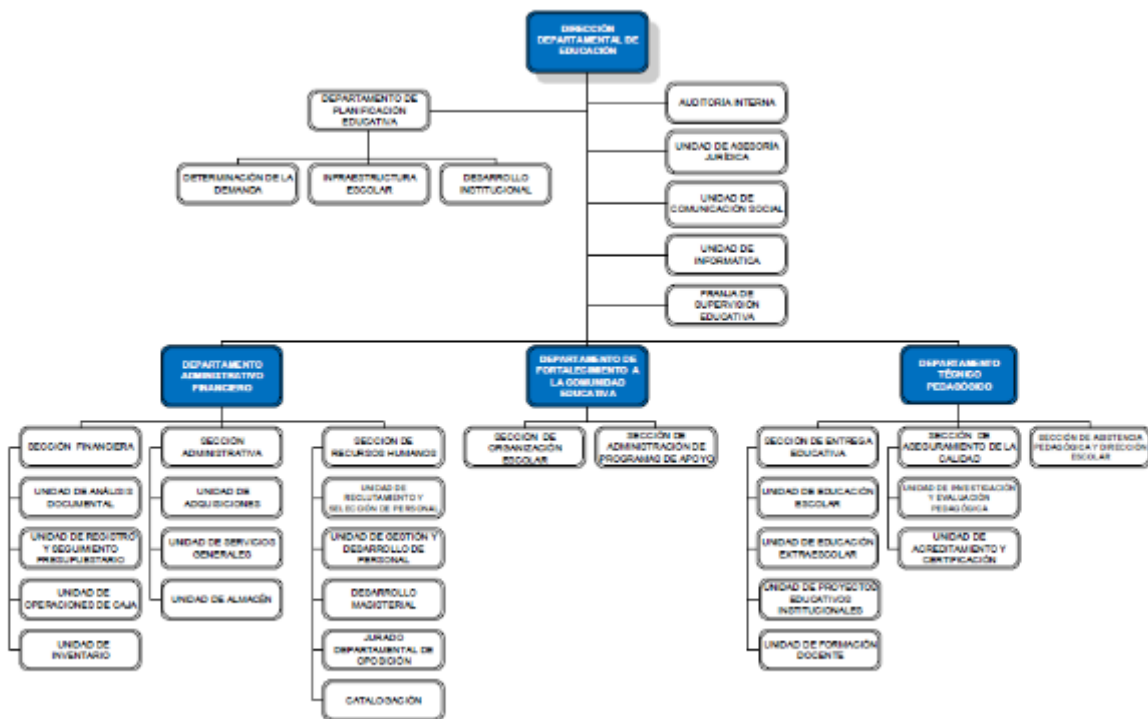 DIRECCIÓN
DEPARTAMENTAL DE
EDUCACIÓN
DEPARTAMENTO DE
PLANIFICACIÓN
EDUCATIVA
AUDITORÍA INTERNA
UNIDAD DE ASESORÍA
JURÍDICA
DETERMINACIÓN DE LA
DEMANDA
INFRAESTRUCTURA
ESCOLAR
DESARROLLO
INSTITUCIONAL
UNIDAD DE
COMUNICACIÓN SOCIAL
UNIDAD DE
INFORMÁTICA
FRANJA DE
SUPERVISIÓN
EDUCATIVA
DEPARTAMENTO
ADMINISTRATIVO
FINANCIERO
DEPARTAMENTO DE
FORTALECIMIENTO A
LA COMUNIDAD
EDUCATIVA
DEPARTAMENTO
TÉCNICO
PEDAGÓGICO
SECCIÓN FINANCIERA
UNIDAD DE ANÁLISIS
DOCUMENTAL
UNIDAD DE REGISTRO
Y SEGUIMIENTO
PRESUPUESTARIO
UNIDAD DE
OPERACIONES DE CAJA
UNIDAD DE
INVENTARIO
SECCIÓN
ADMINISTRATIVA
UNIDAD DE
ADQUISICIONES
UNIDAD DE SERVICIOS
GENERALES
UNIDAD DE ALMACÉN
SECCIÓN DE
RECURSOS HUMANOS
UNIDAD DE
RECLUTAMIENTO Y
SELECCIÓN DE PERSONAL
UNIDAD DE GESTIÓN Y
DESARROLLO DE
PERSONAL
DESARROLLO
MAGISTERIAL
JURADO
DEPARTAMENTAL DE
OPOSICIÓN
CATALOGACIÓN
SECCIÓN DE
ORGANIZACIÓN
ESCOLAR
SECCIÓN DE
ADMINISTRACIÓN DE
PROGRAMAS DE APOYO
SECCIÓN DE ENTREGA
EDUCATIVA
UNIDAD DE EDUCACIÓN
ESCOLAR
UNIDAD DE EDUCACIÓN
EXTRAESCOLAR
UNIDAD DE PROYECTOS
EDUCATIVOS
INSTITUCIONALES
UNIDAD DE FORMACIÓN
DOCENTE
SECCIÓN DE
ASEGURAMIENTO DE LA
CALIDAD
UNIDAD DE INVESTIGACIÓN
Y EVALUACIÓN
PEDAGÓGICA
UNIDAD DE
ACREDITAMIENTO Y
CERTIFICACIÓN
SECCIÓN DE ASISTENCIA
PEDAGÓGICA Y DIRECCIÓN
ESCOLAR